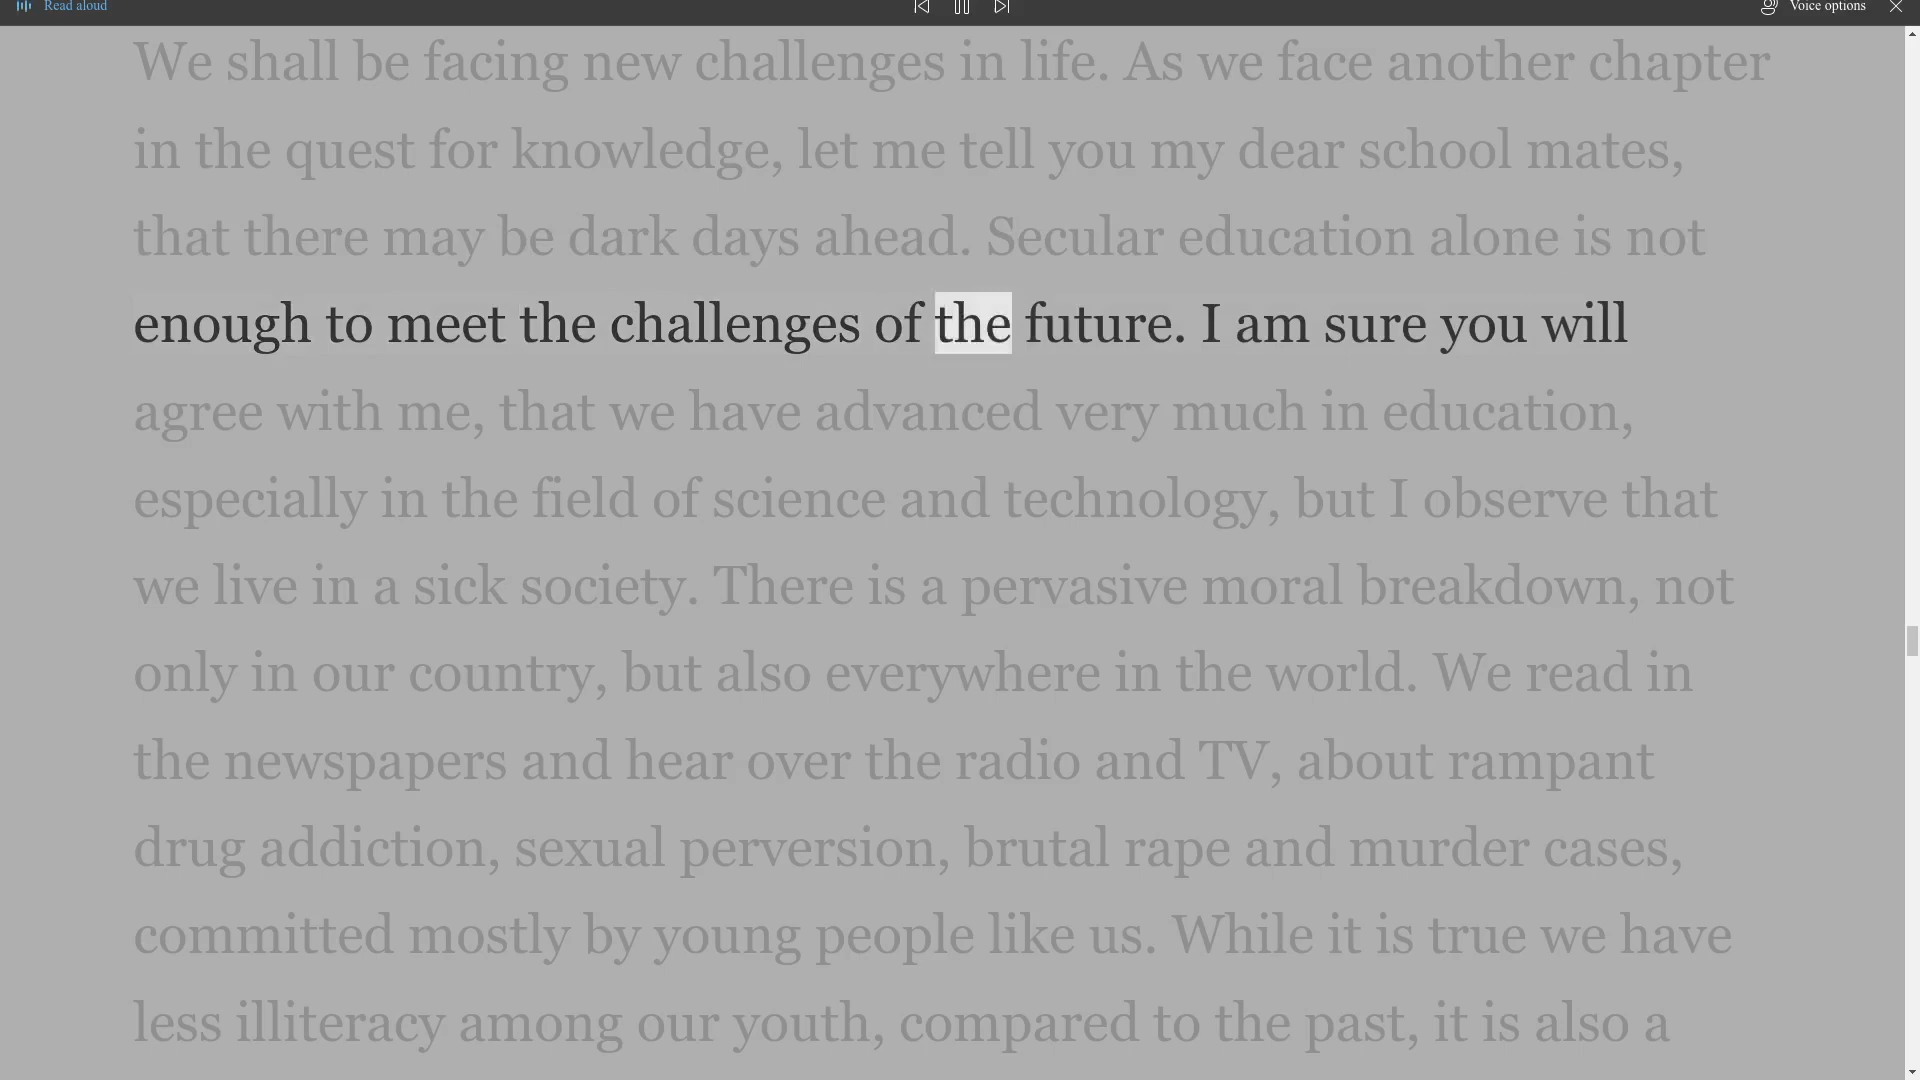 Read aloud
Voice options
We shall be facing new challenges in life. As we face another chapter
in the quest for knowledge, let me tell you my dear school mates,
that there may be dark days ahead. Secular education alone is not
enough to meet the challenges of the future. I am sure you will
agree with me, that we have advanced very much in education,
especially in the field of science and technology, but I observe that
we live in a sick society. There is a pervasive moral breakdown, not
only in our country, but also everywhere in the world. We read in
the newspapers and hear over the radio and TV, about rampant
drug addiction, sexual perversion, brutal rape and murder cases,
committed mostly by young people like us. While it is true we have
less illiteracy among our youth, compared to the past, it is also a